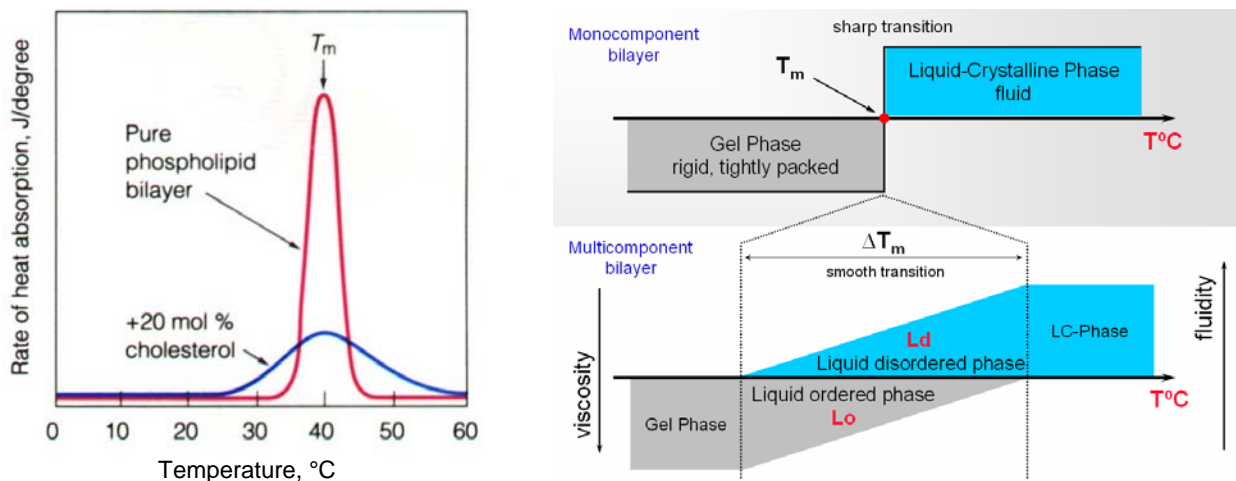 Rate of heat absorption, J/degree
Tm
Pure
phospholipid
bilayer
+20 mol %
cholesterol
0 10 20 30 40 50 60
Temperature, °C
Monocomponent
bilayer
sharp transition
Tm
Liquid-Crystalline Phase
fluid
Gel Phase
rigid, tightly packed
TºC
Multicomponent
bilayer
ΔTm
smooth transition
viscosity
fluidity
Ld
Liquid disordered phase
LC-Phase
Liquid ordered phase
Lo
Gel Phase
TºC